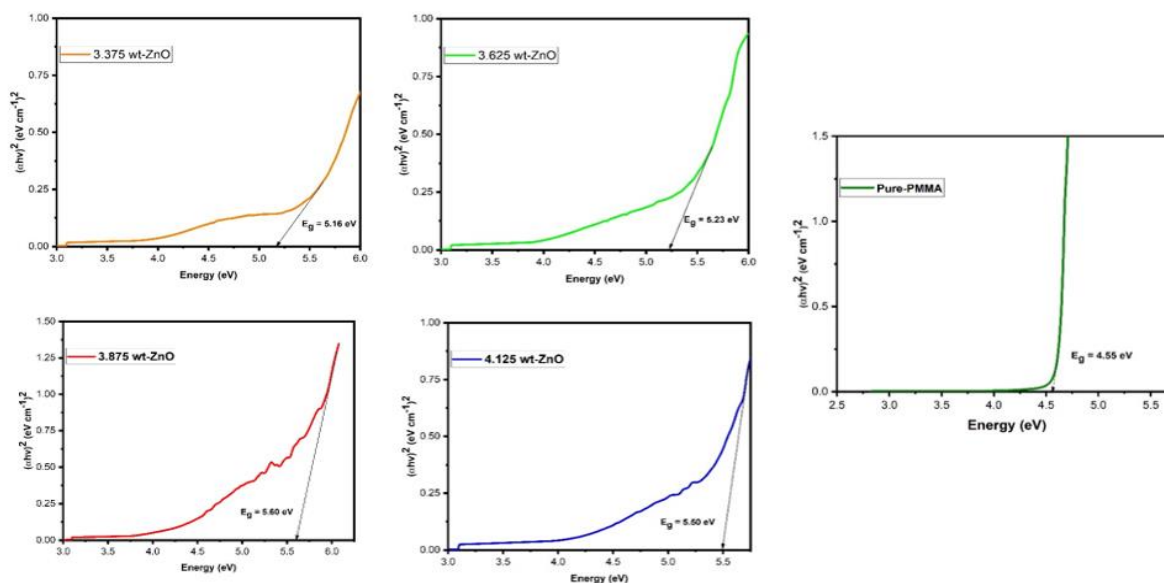 1.00
0.75
0.50
0.25
0.00
(αhν)² (eV cm⁻¹)²
3.375 wt-ZnO
E_g = 5.16 eV
3.0 3.5 4.0 4.5 5.0 5.5 6.0
Energy (eV)
1.00
0.75
0.50
0.25
0.00
(αhν)² (eV cm⁻¹)²
3.625 wt-ZnO
E_g = 5.23 eV
3.0 3.5 4.0 4.5 5.0 5.5 6.0
Energy (eV)
1.5
1.0
0.5
0.0
(αhν)² (eV cm⁻¹)²
Pure-PMMA
E_g = 4.55 eV
2.5 3.0 3.5 4.0 4.5 5.0 5.5
Energy (eV)
1.50
1.25
1.00
0.75
0.50
0.25
0.00
(αhν)² (eV cm⁻¹)²
3.875 wt-ZnO
E_g = 5.60 eV
3.0 3.5 4.0 4.5 5.0 5.5 6.0
Energy (eV)
1.00
0.75
0.50
0.25
0.00
(αhν)² (eV cm⁻¹)²
4.125 wt-ZnO
E_g = 5.50 eV
3.0 3.5 4.0 4.5 5.0 5.5
Energy (eV)